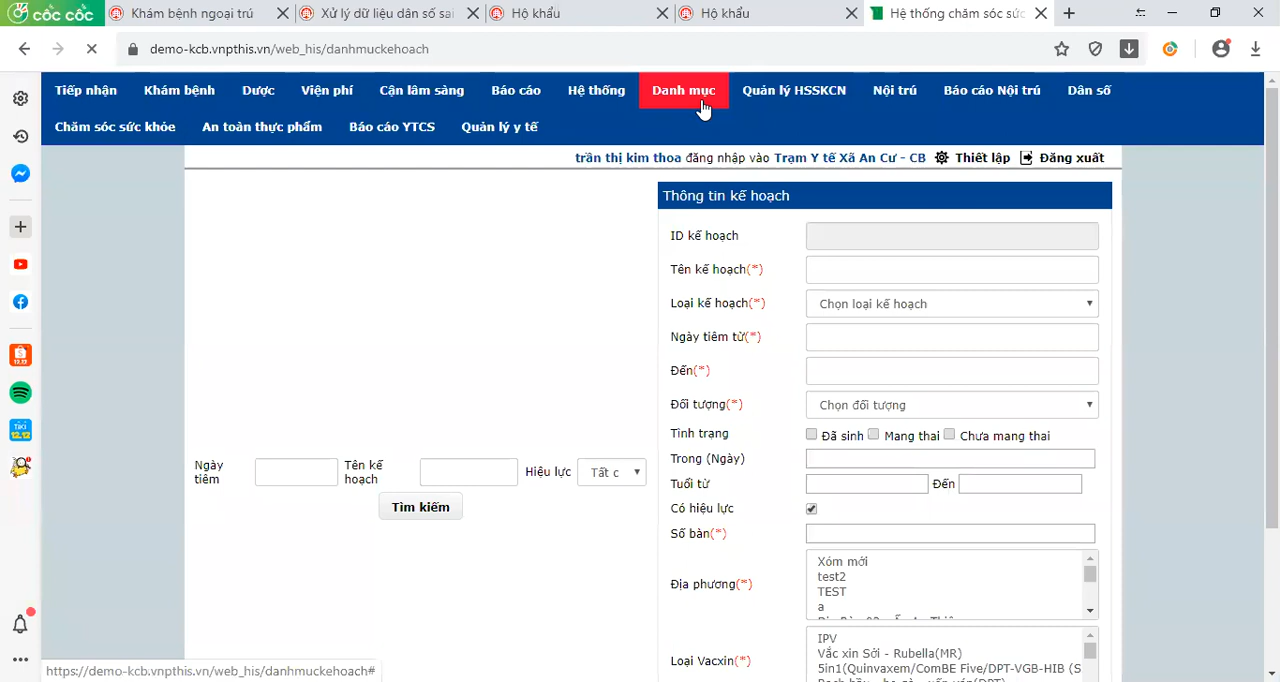 cốc cốc
Khám bệnh ngoại trú
Xử lý dữ liệu dân số sai
Hộ khẩu
Hộ khẩu
Hệ thống chăm sóc sức
demo-kcb.vnpthis.vn/web_his/danhmuckehoach
Tiếp nhận Khám bệnh Dược Viện phí Cận lâm sàng Báo cáo Hệ thống Danh mục Quản lý HSSKCN Nội trú Báo cáo Nội trú Dân số
Chăm sóc sức khỏe An toàn thực phẩm Báo cáo YTCS Quản lý y tế
trần thị kim thoa đăng nhập vào Trạm Y tế Xã An Cư - CB Thiết lập Đăng xuất
Thông tin kế hoạch
ID kế hoạch
Tên kế hoạch(*)
Loại kế hoạch(*) Chọn loại kế hoạch
Ngày tiêm từ(*)
Đến(*)
Đối tượng(*) Chọn đối tượng
Tình trạng Đã sinh Mang thai Chưa mang thai
Trong (Ngày)
Tuổi từ Đến
Có hiệu lực
Số bàn(*)
Địa phương(*)
Xóm mới
test2
TEST
a
Loại Vacxin(*)
IPV
Vắc xin Sởi - Rubella(MR)
5in1(Quinvaxem/ComBE Five/DPT-VGB-HIB (S
Ngày tiêm Tên kế hoạch Hiệu lực Tất c
Tìm kiếm
https://demo-kcb.vnpthis.vn/web_his/danhmuckehoach#